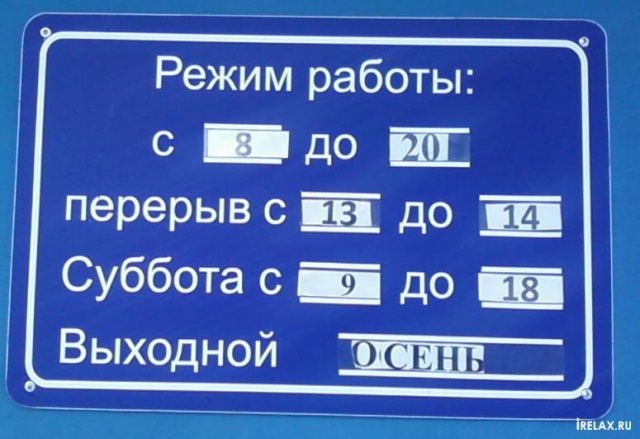 Режим работы:
с 8 до 20
перерыв с 13 до 14
Суббота с 9 до 18
Выходной ОСЕНЬ
iRELAX.RU